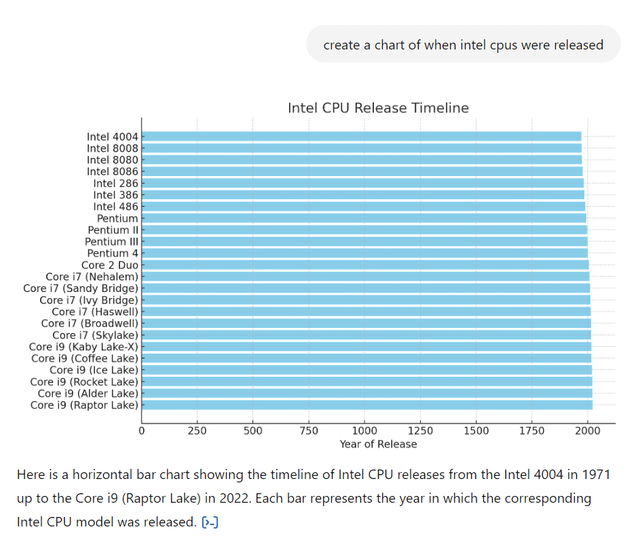 create a chart of when intel cpus were released
Intel CPU Release Timeline
Intel 4004
Intel 8008
Intel 8080
Intel 8086
Intel 286
Intel 386
Intel 486
Pentium
Pentium II
Pentium III
Pentium 4
Core 2 Duo
Core i7 (Nehalem)
Core i7 (Sandy Bridge)
Core i7 (Ivy Bridge)
Core i7 (Haswell)
Core i7 (Broadwell)
Core i7 (Skylake)
Core i9 (Kaby Lake-X)
Core i9 (Coffee Lake)
Core i9 (Ice Lake)
Core i9 (Rocket Lake)
Core i9 (Alder Lake)
Core i9 (Raptor Lake)
0 250 500 750 1000 1250 1500 1750 2000
Year of Release
Here is a horizontal bar chart showing the timeline of Intel CPU releases from the Intel 4004 in 1971
up to the Core i9 (Raptor Lake) in 2022. Each bar represents the year in which the corresponding
Intel CPU model was released. [>-]